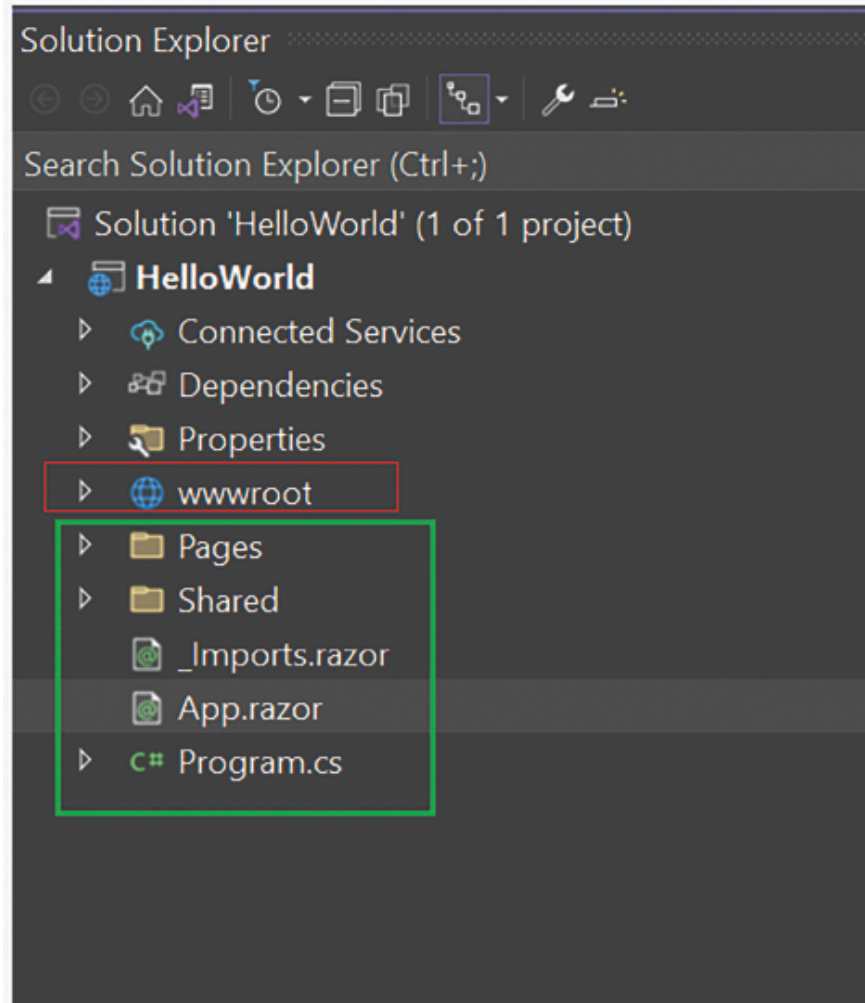 Solution Explorer
Search Solution Explorer (Ctrl+;)
Solution 'HelloWorld' (1 of 1 project)
HelloWorld
Connected Services
Dependencies
Properties
wwwroot
Pages
Shared
_Imports.razor
App.razor
C# Program.cs